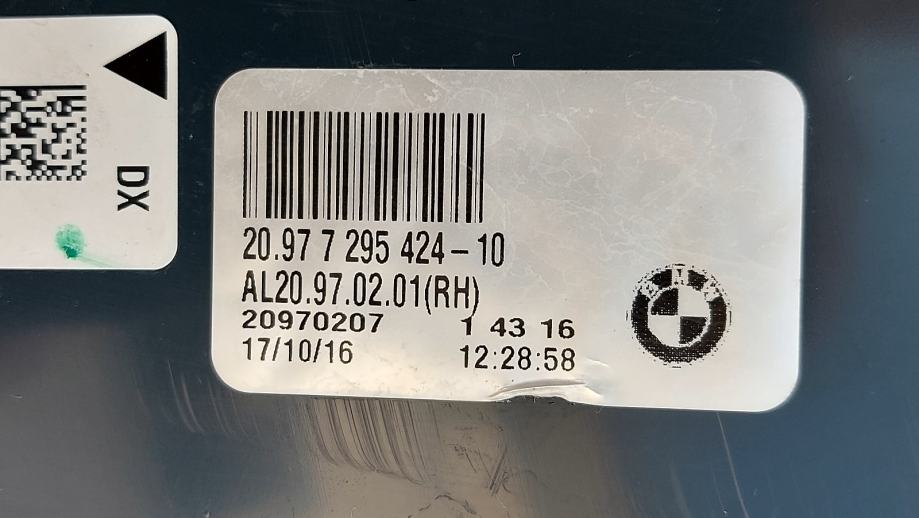 DX
20.97 7 295 424-10
AL20.97.02.01(RH)
20970207 1 43 16
17/10/16 12:28:58
BMW